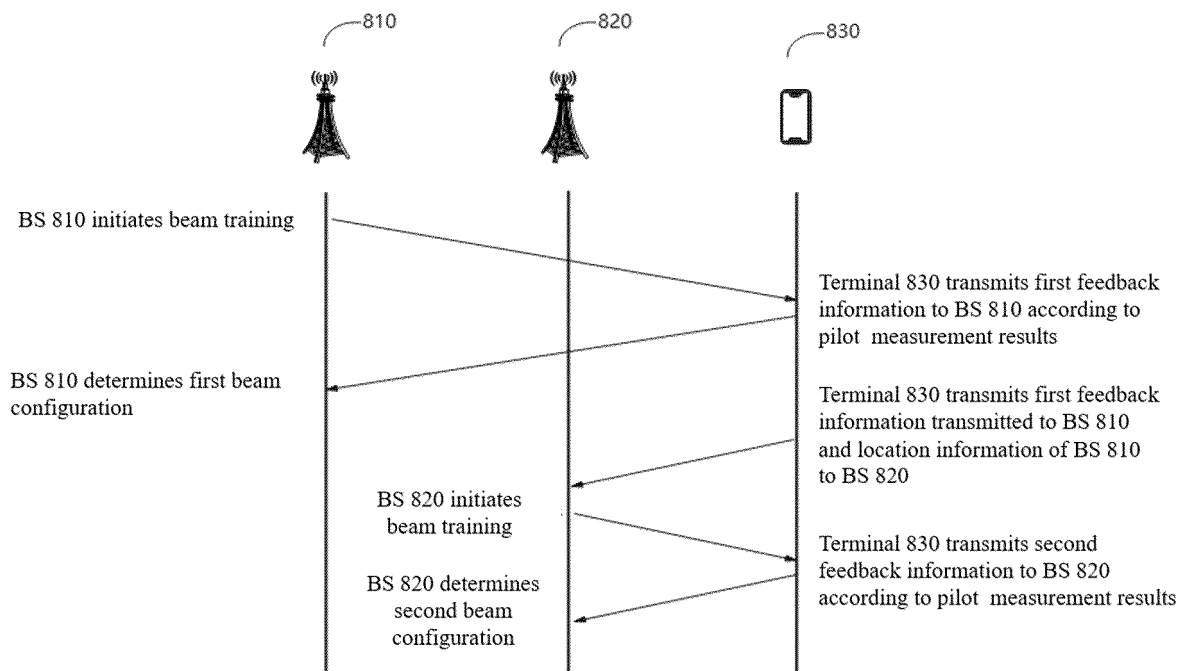 810
820
830
BS 810 initiates beam training
Terminal 830 transmits first feedback
information to BS 810 according to
pilot measurement results
BS 810 determines first beam
configuration
Terminal 830 transmits first feedback
information transmitted to BS 810
and location information of BS 810
to BS 820
BS 820 initiates
beam training
Terminal 830 transmits second
feedback information to BS 820
according to pilot measurement results
BS 820 determines
second beam
configuration